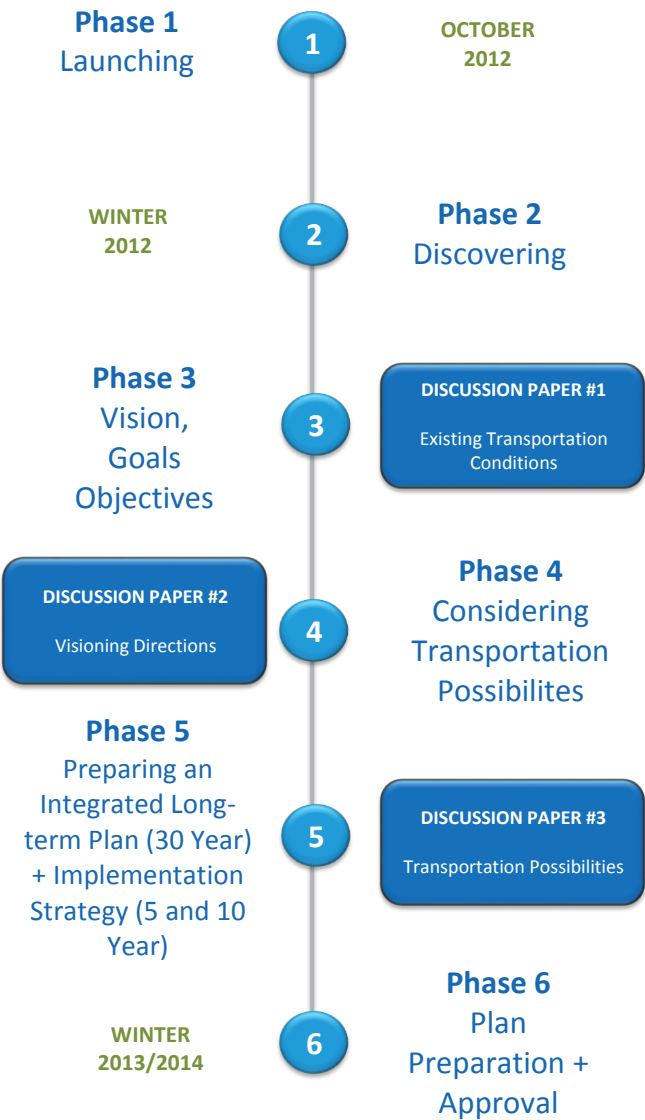 Phase 1
Launching
1
OCTOBER
2012
WINTER
2012
2
Phase 2
Discovering
Phase 3
Vision,
Goals
Objectives
3
DISCUSSION PAPER #1
Existing Transportation
Conditions
DISCUSSION PAPER #2
Visioning Directions
4
Phase 4
Considering
Transportation
Possibilites
Phase 5
Preparing an
Integrated Long-
term Plan (30 Year)
+ Implementation
Strategy (5 and 10
Year)
5
DISCUSSION PAPER #3
Transportation Possibilities
WINTER
2013/2014
6
Phase 6
Plan
Preparation +
Approval